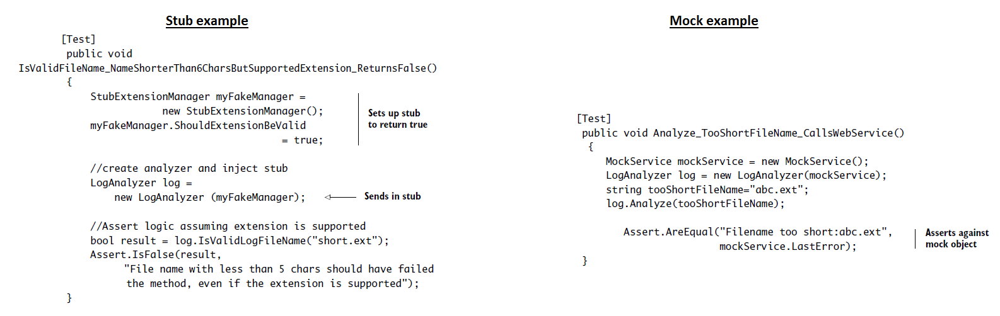 Stub example
[Test]
public void
IsValidFileName_NameShorterThan6CharsButSupportedExtension_ReturnsFalse()
{
StubExtensionManager myFakeManager =
new StubExtensionManager();
myFakeManager.ShouldExtensionBeValid
= true;
Sets up stub
to return true
//create analyzer and inject stub
LogAnalyzer log =
new LogAnalyzer (myFakeManager);
Sends in stub
//Assert logic assuming extension is supported
bool result = log.IsValidLogFileName("short.ext");
Assert.IsFalse(result,
"File name with less than 5 chars should have failed
the method, even if the extension is supported");
}
Mock example
[Test]
public void Analyze_TooShortFileName_CallsWebService()
{
MockService mockService = new MockService();
LogAnalyzer log = new LogAnalyzer(mockService);
string tooShortFileName="abc.ext";
log.Analyze(tooShortFileName);
Assert.AreEqual("Filename too short:abc.ext",
mockService.LastError);
Asserts against
mock object
}